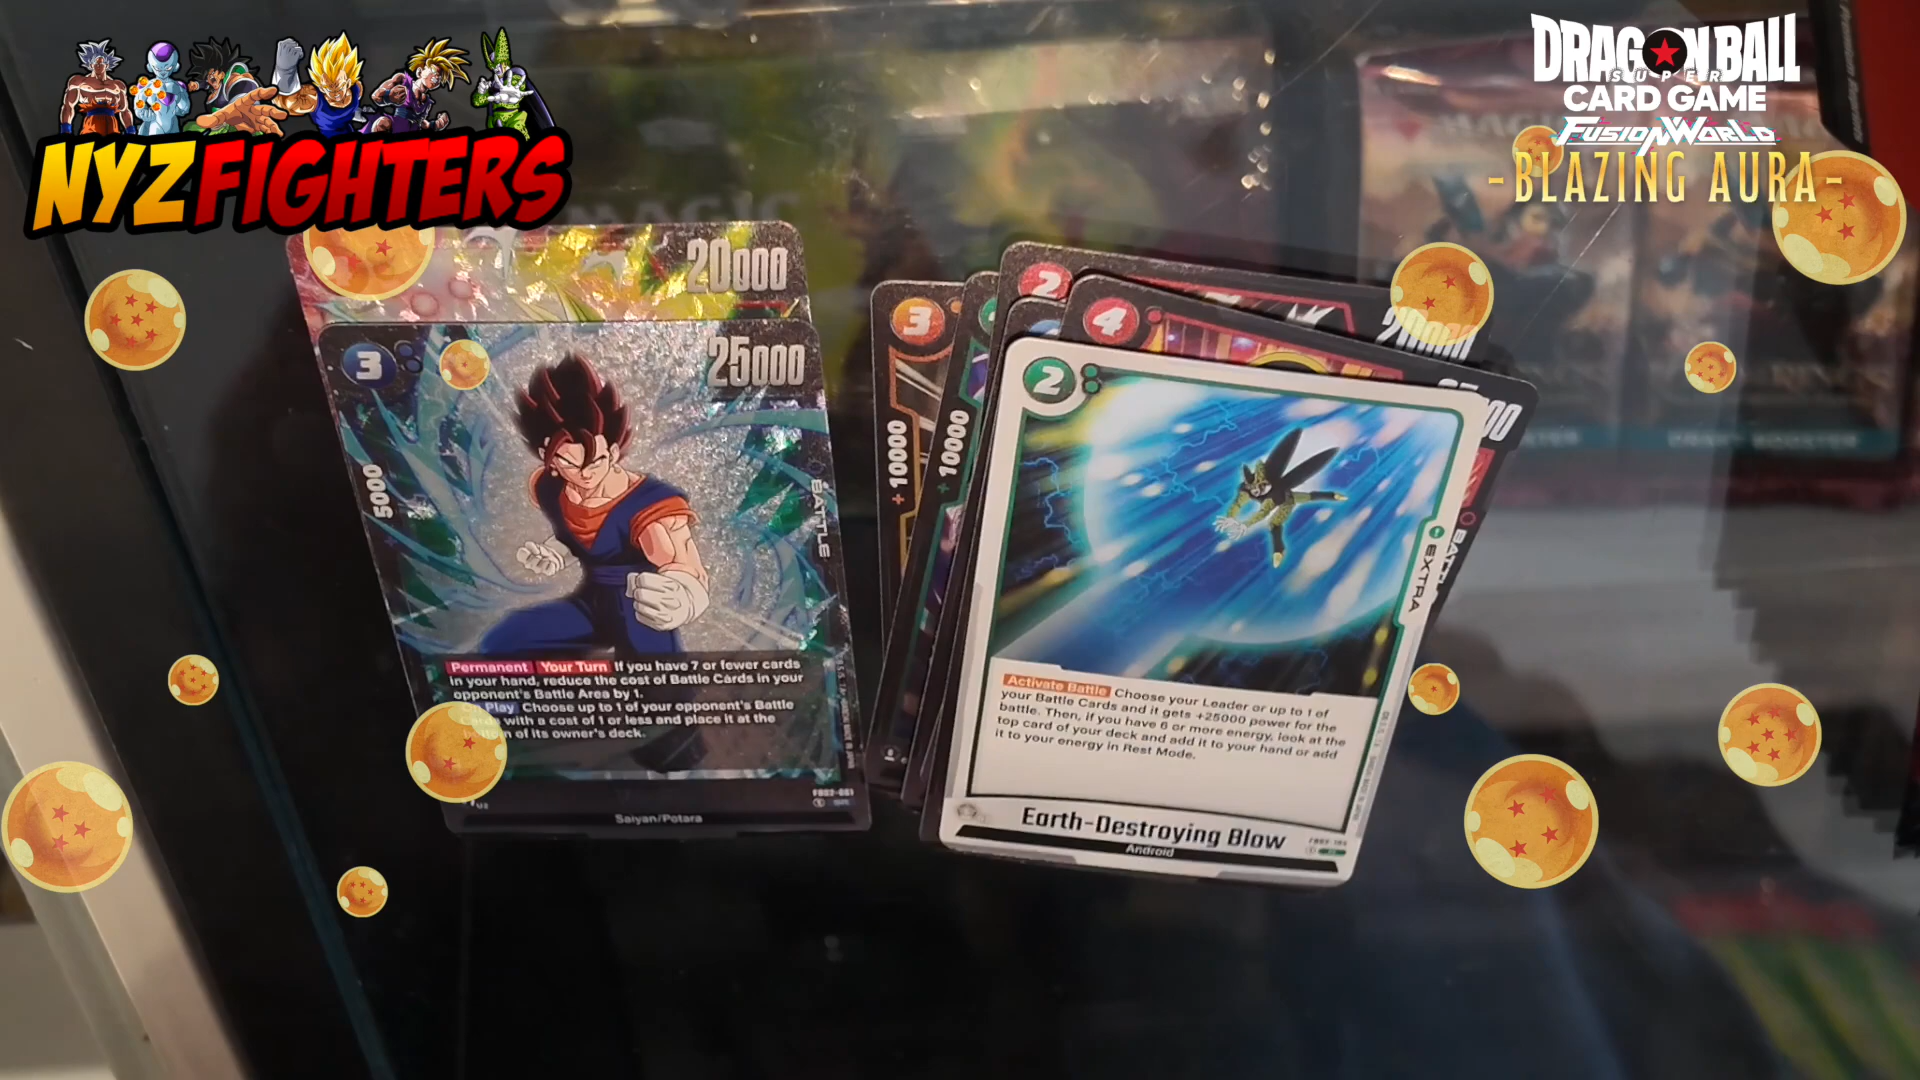 NYZFIGHTERS
DRAGON BALL
SUPER
CARD GAME
FUSION WORLD
-BLAZING AURA-
MAGIC
20000
3
25000
5000
BATTLE
Permanent Your Turn If you have 7 or fewer cards
in your hand, reduce the cost of Battle Cards in your
opponent's Battle Area by 1.
On Play Choose up to 1 of your opponent's Battle
Cards with a cost of 1 or less and place it at the
bottom of its owner's deck.
Saiyan/Potara
3
+10000
+10000
2
4
20000
BATTLE
2
EXTRA
Activate Battle Choose your Leader or up to 1 of
your Battle Cards and it gets +25000 power for the
battle. Then, if you have 6 or more energy, look at the
top card of your deck and add it to your hand or add
it to your energy in Rest Mode.
Earth-Destroying Blow
Android